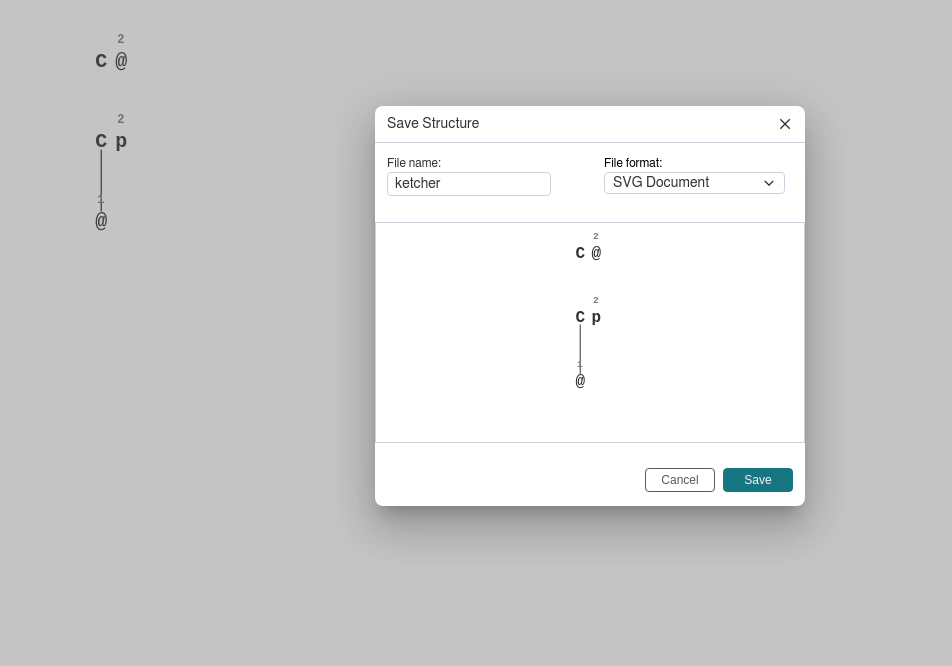 2
C @
2
C p
1
@
Save Structure
File name:
File format:
ketcher
SVG Document
2
C @
2
C p
1
@
Cancel
Save